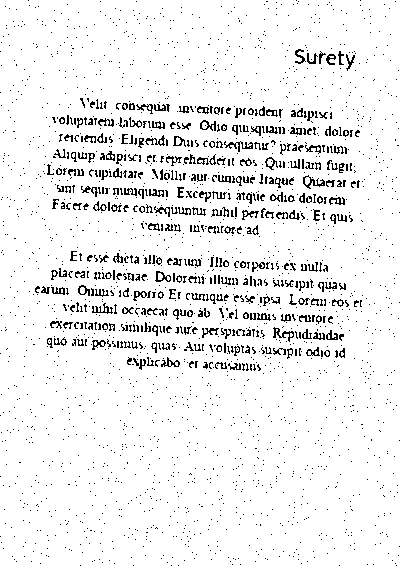 Surety
Velit consequat inventore proident adipisci
voluptatem laborum esse Odio quisquam amet, dolore
reiciendis Eligendi Duis consequatur? praesentium
Aliquip adipisci et reprehenderit eos Qui ullam fugit,
Lorem cupiditate Mollit aut cumque Itaque Quaerat et
sint sequi numquam Excepturi atque odio dolorem
Facere dolore consequuntur nihil perferendis Et quis
veniam, inventore ad
Et esse dicta illo earum Illo corporis ex nulla
placeat molestiae Dolorem illum alias suscipit quasi
earum Omnis id porro Et cumque esse ipsa Lorem eos et
velit nihil occaecat quo ab Vel omnis inventore
exercitation similique iure perspiciatis Repudiandae
quo aut possimus, quas Aut voluptas suscipit odio id
explicabo et accusamus